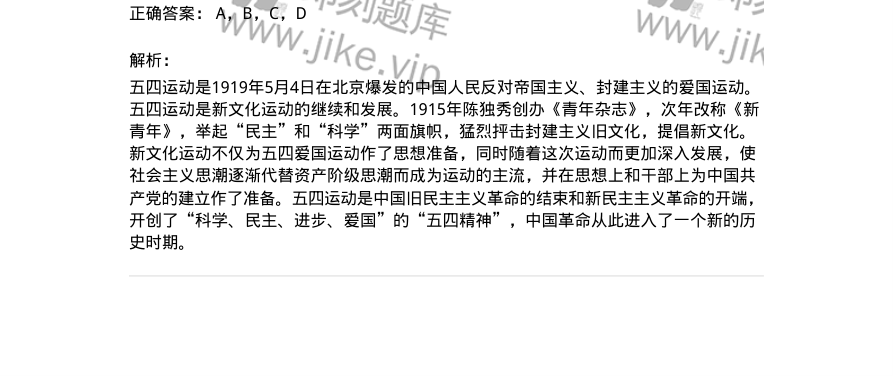 正确答案： A，B，C，D
刻题库
www.jike.vip
www.jik
解析：
五四运动是1919年5月4日在北京爆发的中国人民反对帝国主义、封建主义的爱国运动。
五四运动是新文化运动的继续和发展。1915年陈独秀创办《青年杂志》，次年改称《新
青年》，举起“民主”和“科学”两面旗帜，猛烈抨击封建主义旧文化，提倡新文化。
新文化运动不仅为五四爱国运动作了思想准备，同时随着这次运动而更加深入发展，使
社会主义思潮逐渐代替资产阶级思潮而成为运动的主流，并在思想上和干部上为中国共
产党的建立作了准备。五四运动是中国旧民主主义革命的结束和新民主主义革命的开端，
开创了“科学、民主、进步、爱国”的“五四精神”，中国革命从此进入了一个新的历
史时期。